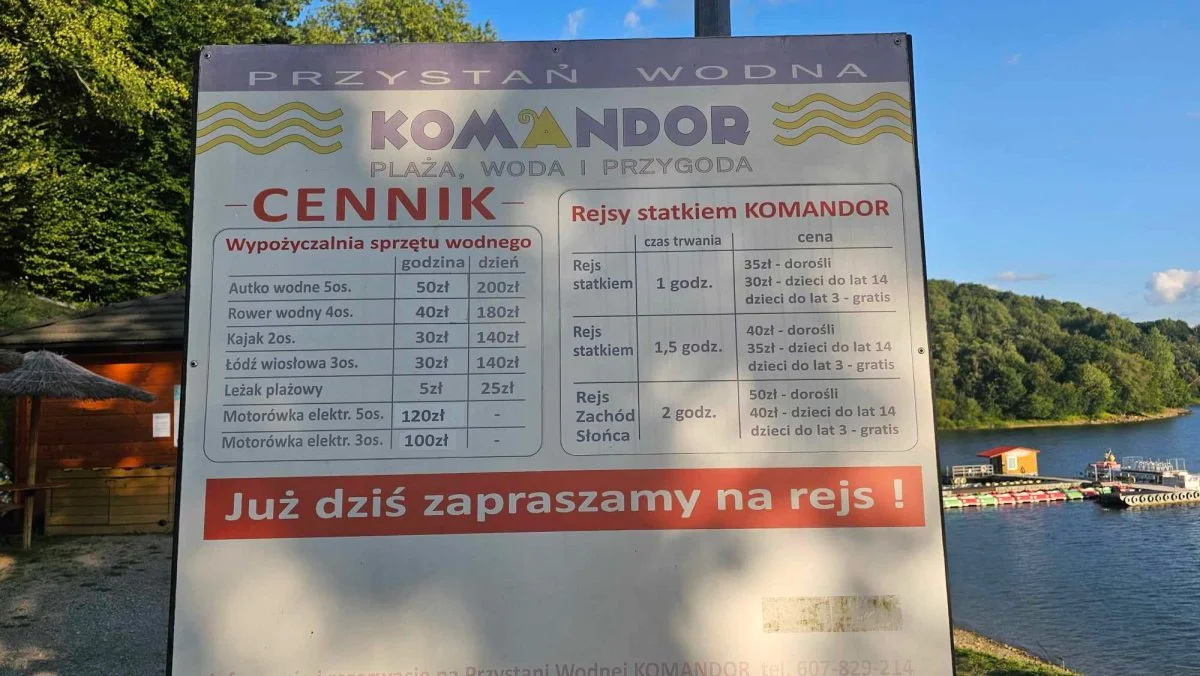 PRZYSTAŃ WODNA
KOMANDOR
PLAŻA, WODA I PRZYGODA
CENNIK
Wypożyczalnia sprzętu wodnego
godzina dzień
Autko wodne 5os. 50zł 200zł
Rower wodny 4os. 40zł 180zł
Kajak 2os. 30zł 140zł
Łódź wiosłowa 3os. 30zł 140zł
Leżak plażowy 5zł 25zł
Motorówka elektr. 5os. 120zł -
Motorówka elektr. 3os. 100zł -
Rejsy statkiem KOMANDOR
czas trwania cena
Rejs statkiem 1 godz. 35zł - dorośli
30zł - dzieci do lat 14
dzieci do lat 3 - gratis
Rejs statkiem 1,5 godz. 40zł - dorośli
35zł - dzieci do lat 14
dzieci do lat 3 - gratis
Rejs Zachód Słońca 2 godz. 50zł - dorośli
40zł - dzieci do lat 14
dzieci do lat 3 - gratis
Już dziś zapraszamy na rejs !
rezerwacje na Przystani Wodnej KOMANDOR tel. 607-829-214